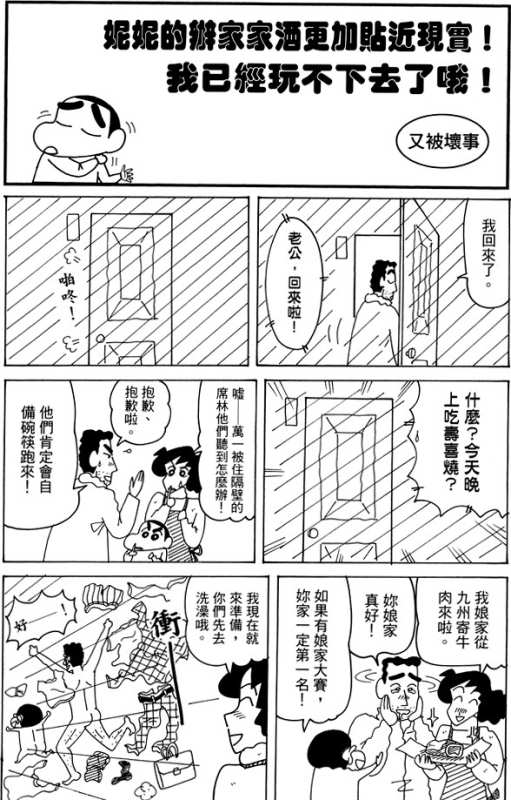 妮妮的辦家家酒更加貼近現實！
我已經玩不下去了哦！
又被壞事
我回來了。
老公，回來啦！
啪咚！
什麼？今天晚
上吃壽喜燒？
噓──萬一被住隔壁的
席林他們聽到怎麼辦！
抱歉、
抱歉啦。
他們肯定會自
備碗筷跑來！
我娘家從
九州寄牛
肉來啦。
妳娘家
真好！
如果有娘家大賽，
妳家一定第一名！
我現在就
來準備，
你們先去
洗澡哦。
衝──
好──！